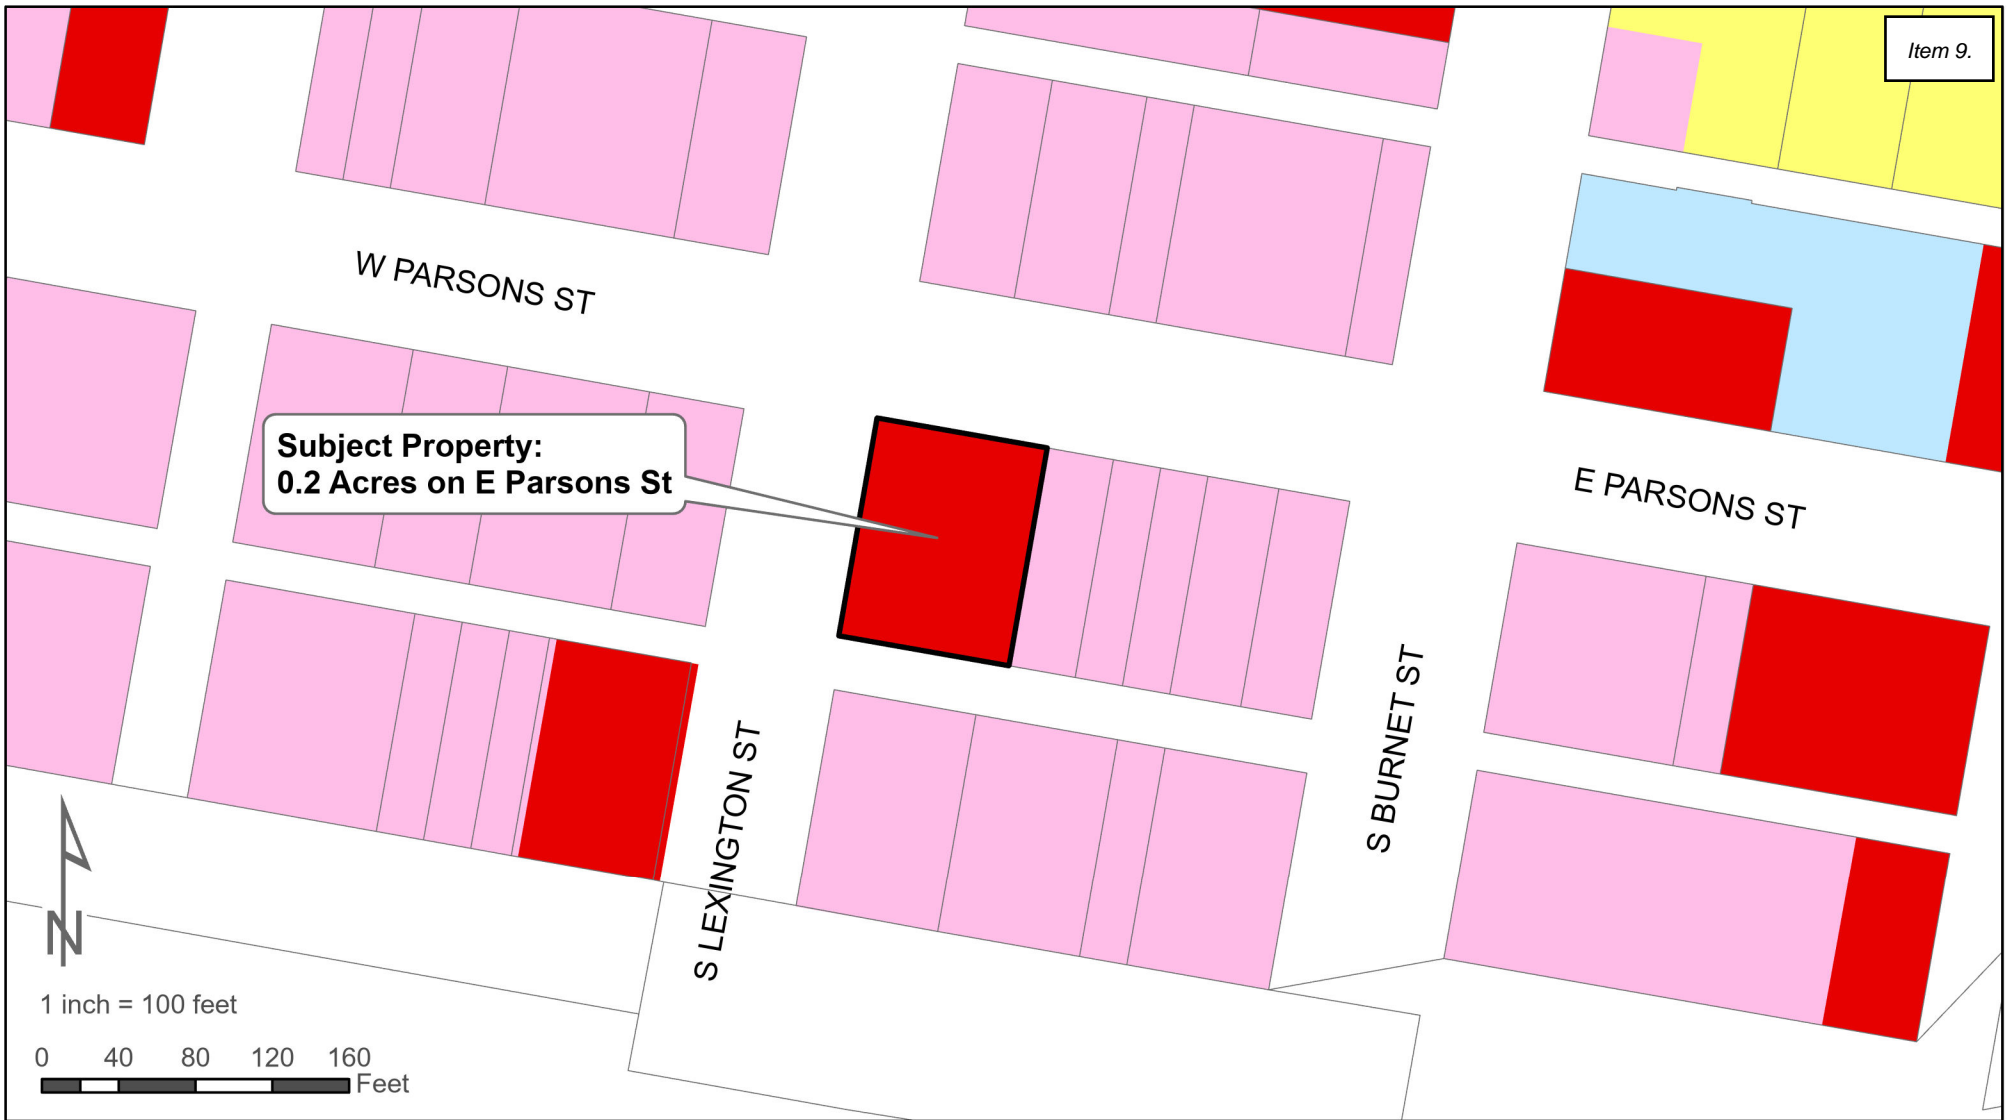 Item 9.
W PARSONS ST
Subject Property:
0.2 Acres on E Parsons St
E PARSONS ST
S BURNET ST
S LEXINGTON ST
N
1 inch = 100 feet
0 40 80 120 160
Feet